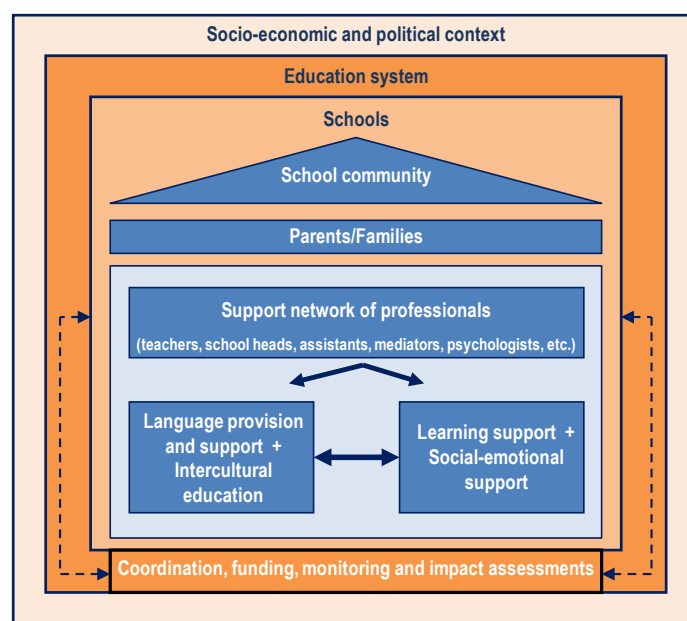 Socio-economic and political context
Education system
Schools
School community
Parents/Families
Support network of professionals
(teachers, school heads, assistants, mediators, psychologists, etc.)
Language provision
and support +
Intercultural
education
Learning support +
Social-emotional
support
Coordination, funding, monitoring and impact assessments